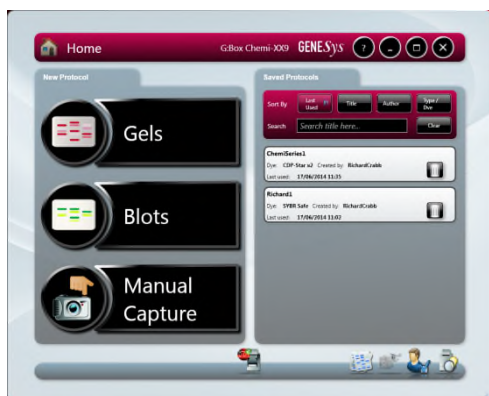 Home
G:Box Chemi-XX9 GENESys ?
New Protocol
Gels
Blots
Manual
Capture
Saved Protocols
Sort By
Last
Used
Title
Author
Type /
Dye
Search
Search title here..
Clear
ChemiSeries1
Dye: CDP-Star x2 Created by: RichardCrabb
Last used: 17/06/2014 11:35
Richard1
Dye: SYBR Safe Created by: RichardCrabb
Last used: 17/06/2014 11:02